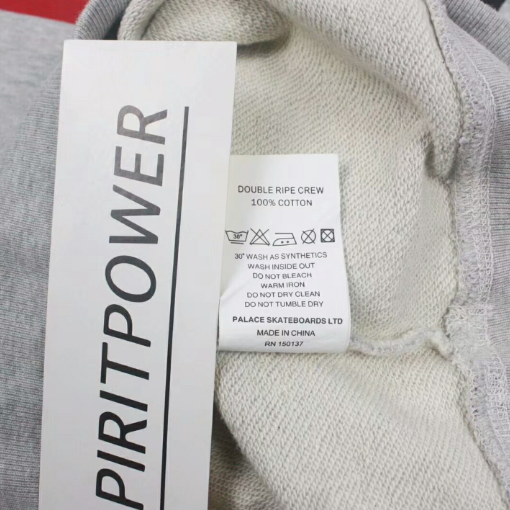 PIRITPOWER
DOUBLE RIPE CREW
100% COTTON
30°
30° WASH AS SYNTHETICS
WASH INSIDE OUT
DO NOT BLEACH
WARM IRON
DO NOT DRY CLEAN
DO NOT TUMBLE DRY
PALACE SKATEBOARDS LTD
MADE IN CHINA
RN 150137